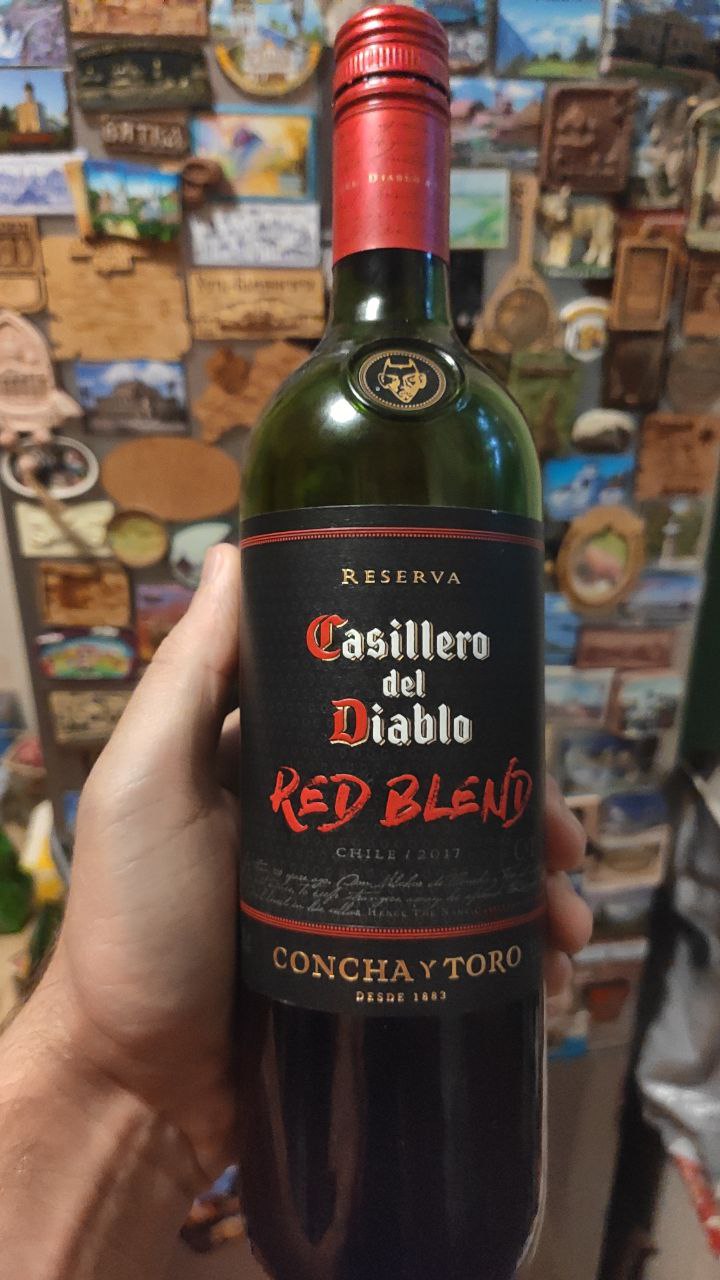 RESERVA
Casillero
del
Diablo
RED BLEND
CHILE / 2017
CONCHA Y TORO
DESDE 1883